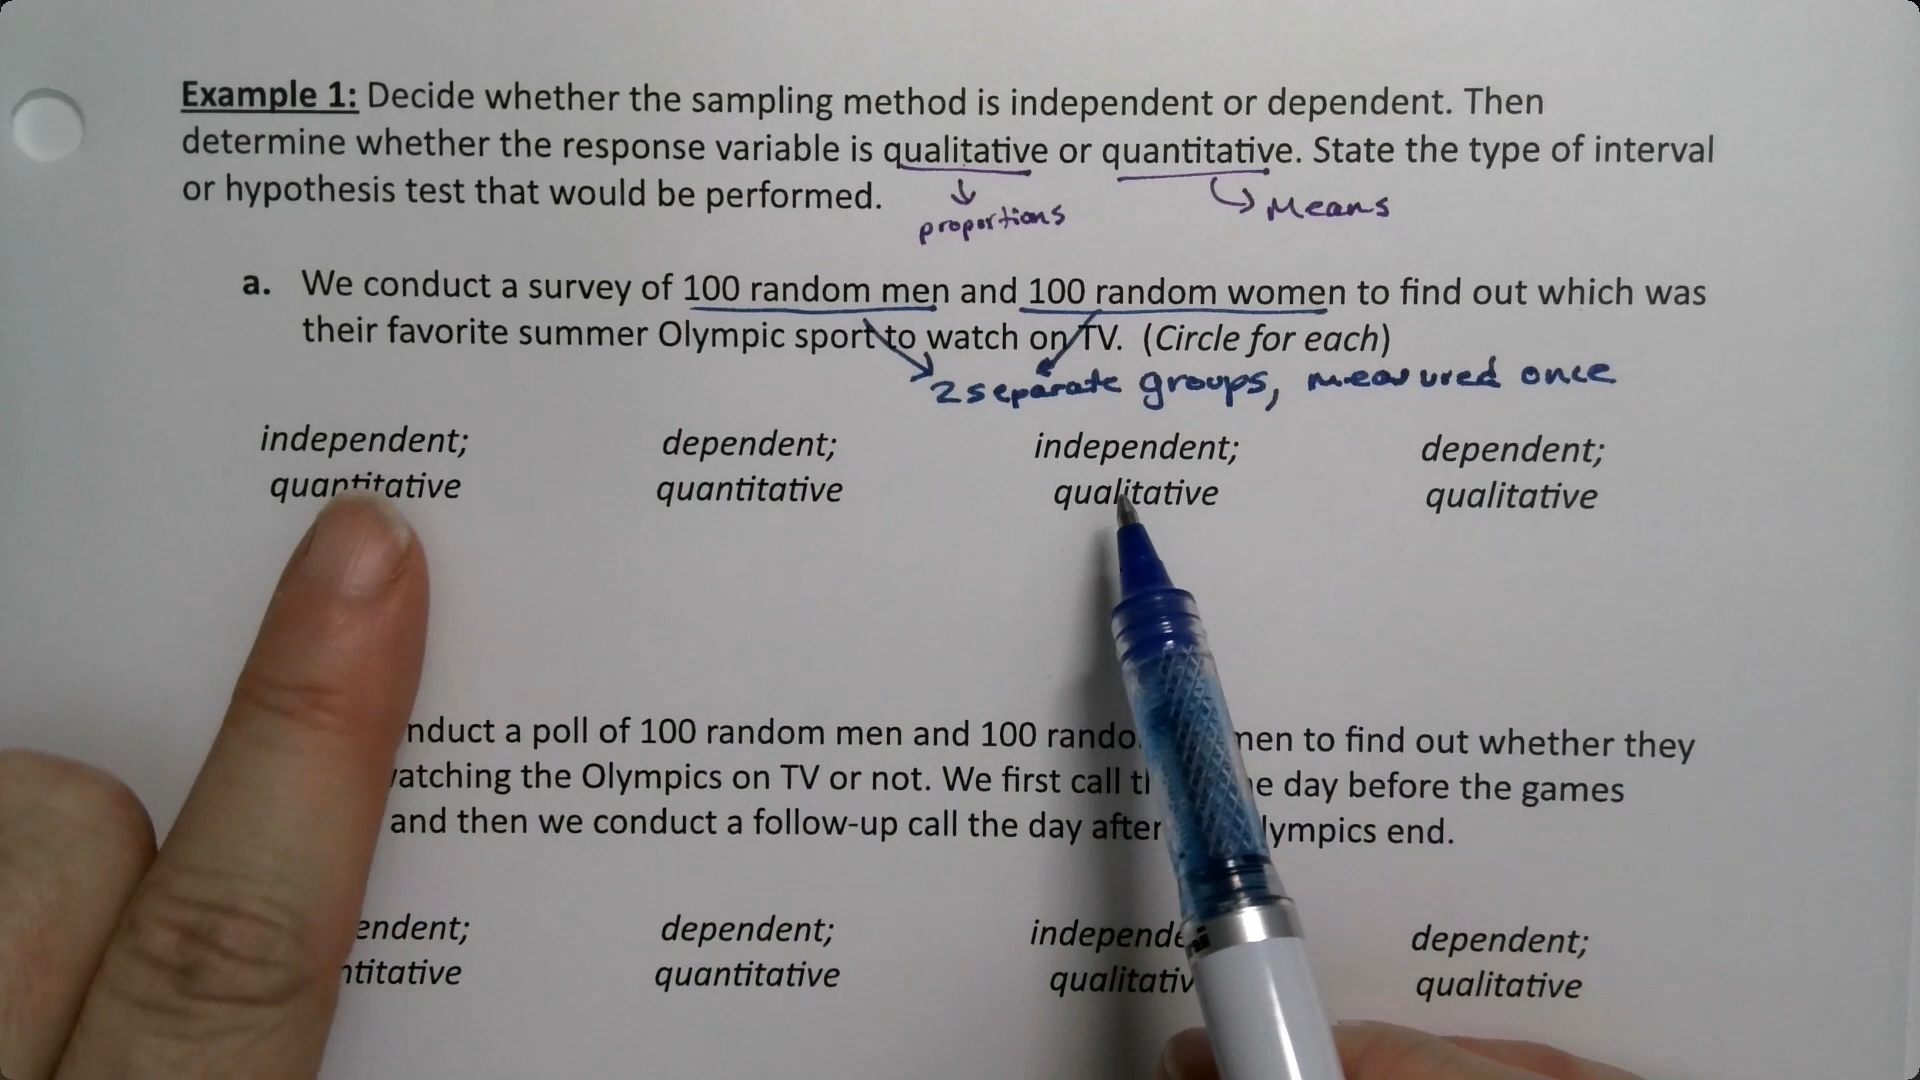 Example 1: Decide whether the sampling method is independent or dependent. Then
determine whether the response variable is qualitative or quantitative. State the type of interval
or hypothesis test that would be performed.
proportions
Means
a. We conduct a survey of 100 random men and 100 random women to find out which was
their favorite summer Olympic sport to watch on TV. (Circle for each)
2 separate groups, measured once
independent; dependent; independent; dependent;
quantitative quantitative qualitative qualitative
nduct a poll of 100 random men and 100 rando men to find out whether they
atching the Olympics on TV or not. We first call e day before the games
and then we conduct a follow-up call the day after lympics end.
endent; dependent; independe dependent;
ntitative quantitative qualitativ qualitative